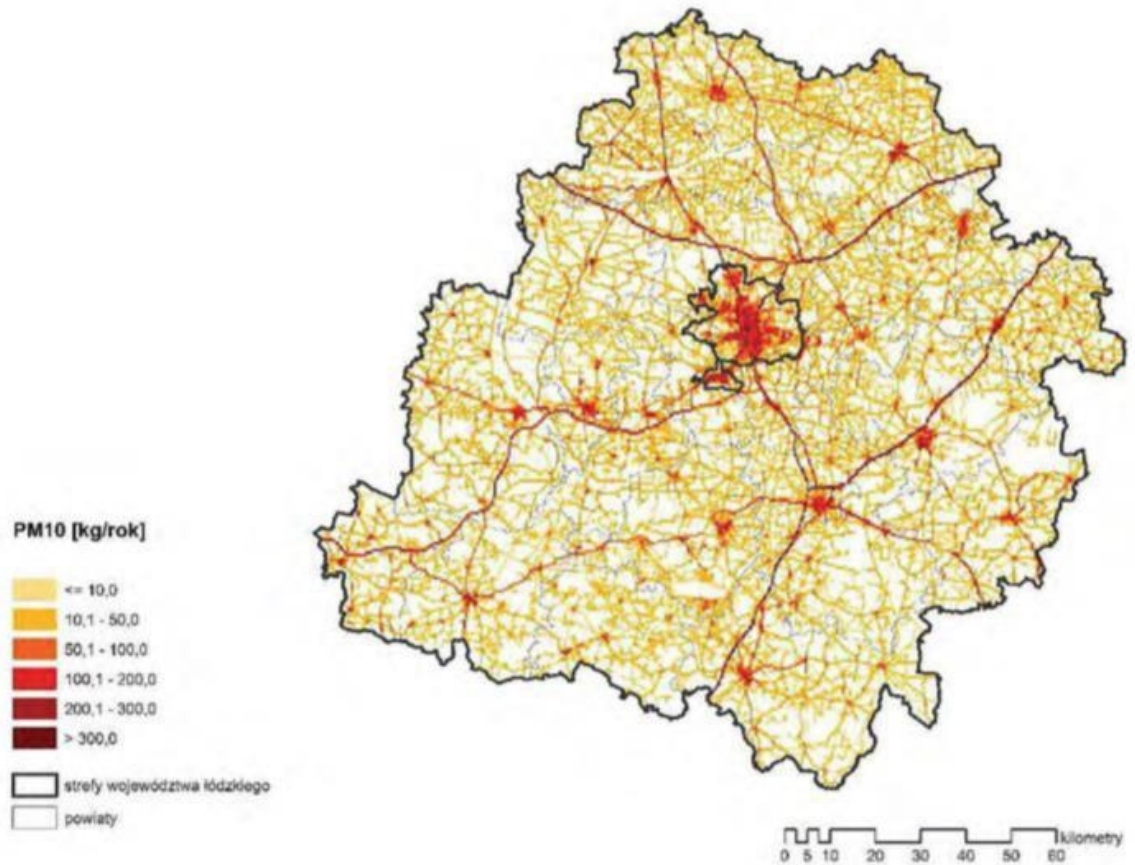 PM10 [kg/rok]
<= 10,0
10,1 - 50,0
50,1 - 100,0
100,1 - 200,0
200,1 - 300,0
> 300,0
strefy województwa łódzkiego
powiaty
kilometry
0 5 10 20 30 40 50 60